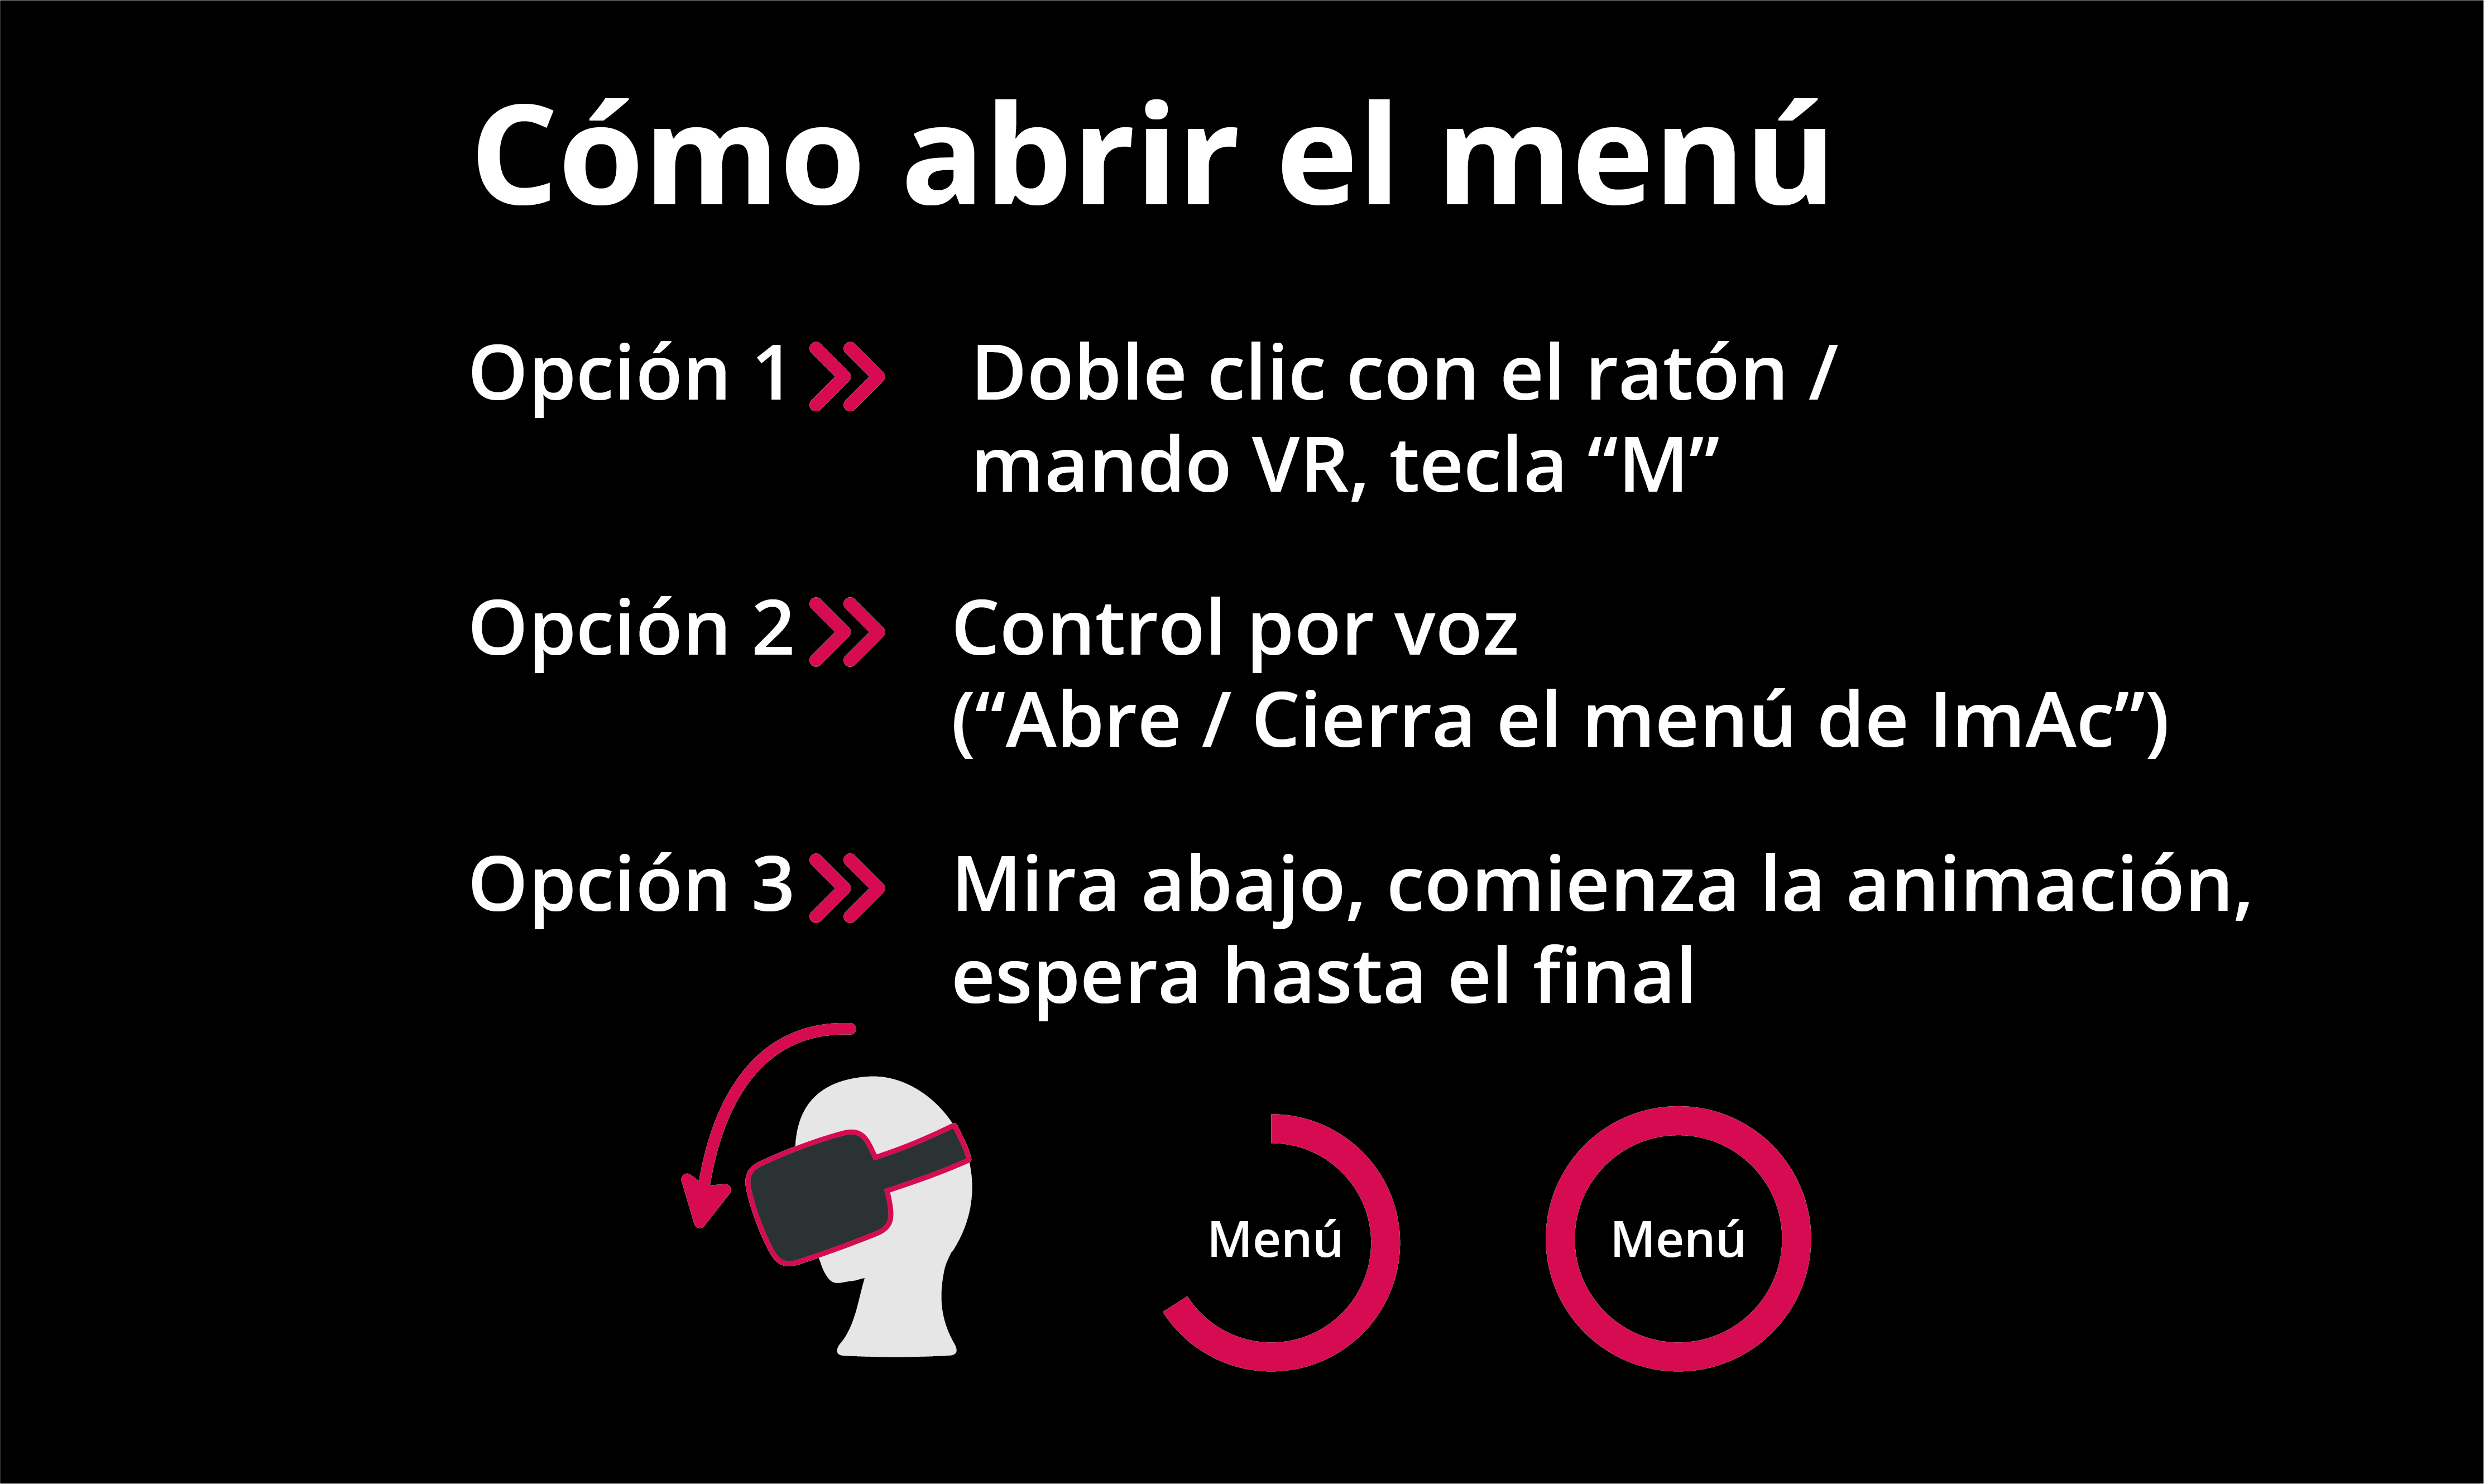 Cómo abrir el menú
Opción 1 Doble clic con el ratón /
mando VR, tecla “M”
Opción 2 Control por voz
(“Abre / Cierra el menú de ImAc”)
Opción 3 Mira abajo, comienza la animación,
espera hasta el final
Menú Menú